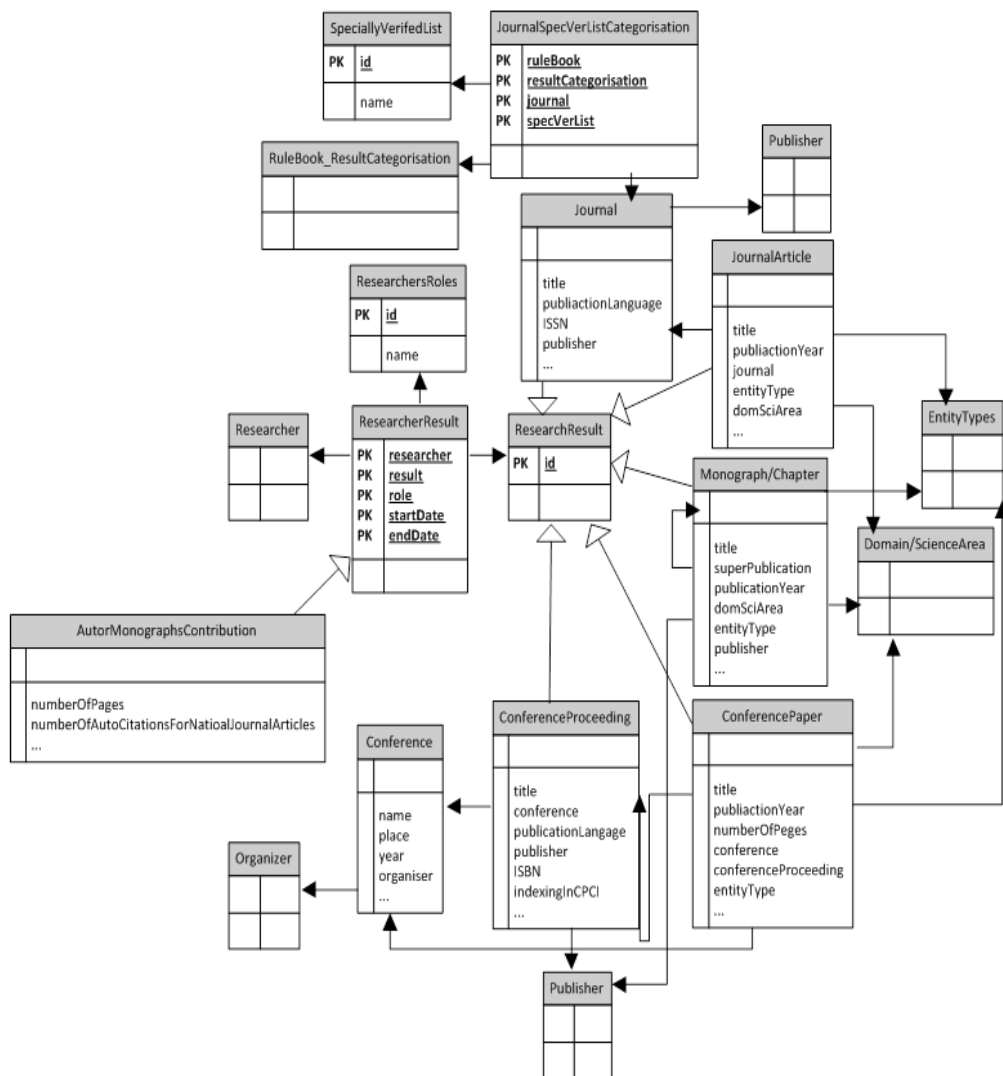 SpeciallyVerifedList
PK id
name
JournalSpecVerListCategorisation
PK ruleBook
PK resultCategorisation
PK journal
PK specVerList
RuleBook_ResultCategorisation
Publisher
Journal
title
publiactionLanguage
ISSN
publisher
...
JournalArticle
title
publiactionYear
journal
entityType
domSciArea
...
ResearchersRoles
PK id
name
Researcher
ResearcherResult
PK researcher
PK result
PK role
PK startDate
PK endDate
ResearchResult
PK id
EntityTypes
Monograph/Chapter
title
superPublication
publicationYear
domSciArea
entityType
publisher
...
Domain/ScienceArea
AutorMonographsContribution
numberOfPages
numberOfAutoCitationsForNatioalJournalArticles
...
Conference
name
place
year
organiser
...
ConferenceProceeding
title
conference
publicationLangage
publisher
ISBN
indexingInCPCI
...
ConferencePaper
title
publiactionYear
numberOfPeges
conference
conferenceProceeding
entityType
...
Organizer
Publisher